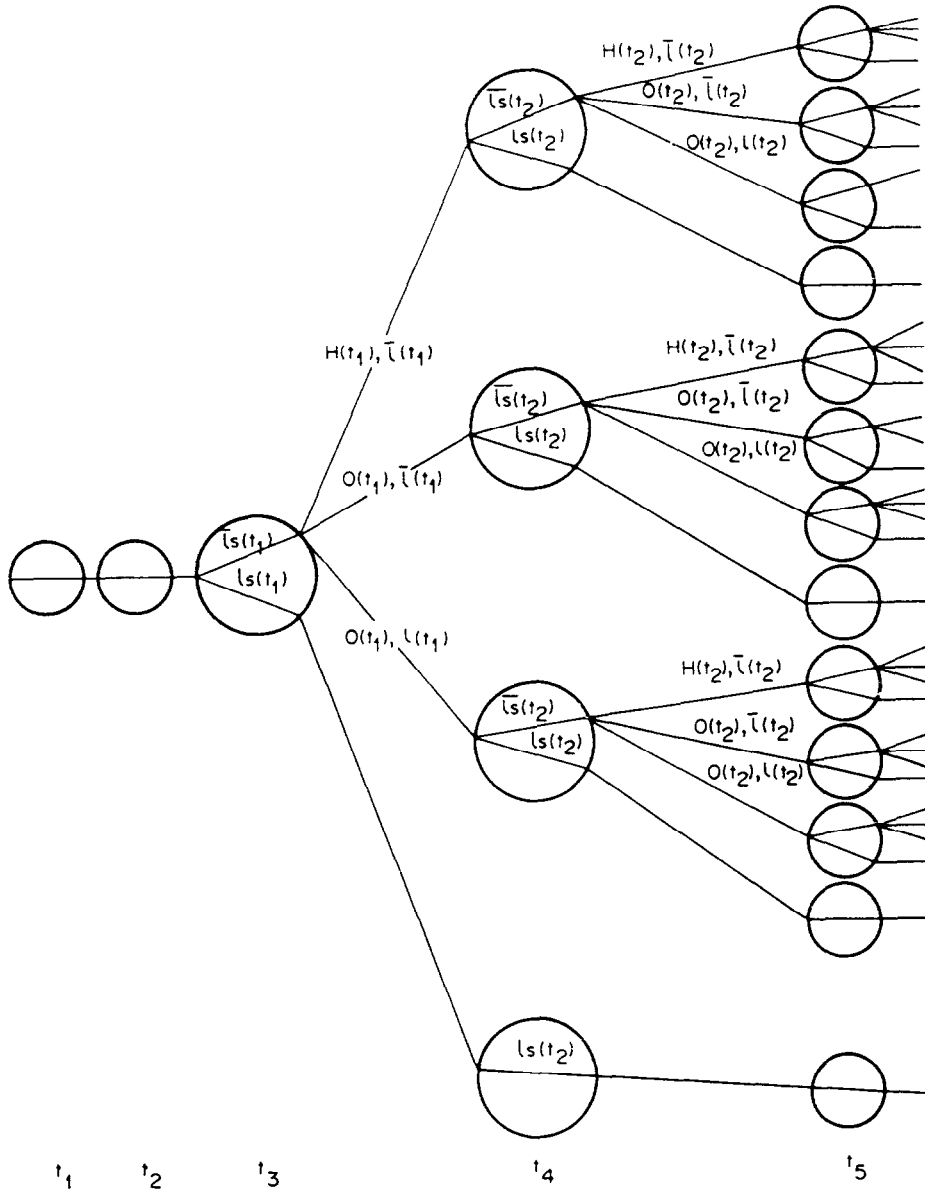 H(t₂), l̅(t₂)
O(t₂), l̅(t₂)
O(t₂), l(t₂)
l̅s̅(t₂)
ls(t₂)
H(t₁), l̅(t₁)
H(t₂), l̅(t₂)
O(t₂), l̅(t₂)
O(t₂), l(t₂)
l̅s̅(t₂)
ls(t₂)
O(t₁), l̅(t₁)
l̅s(t₁)
ls(t₁)
O(t₁), l(t₁)
H(t₂), l̅(t₂)
O(t₂), l̅(t₂)
O(t₂), l(t₂)
l̅s̅(t₂)
ls(t₂)
ls(t₂)
t₁ t₂ t₃ t₄ t₅